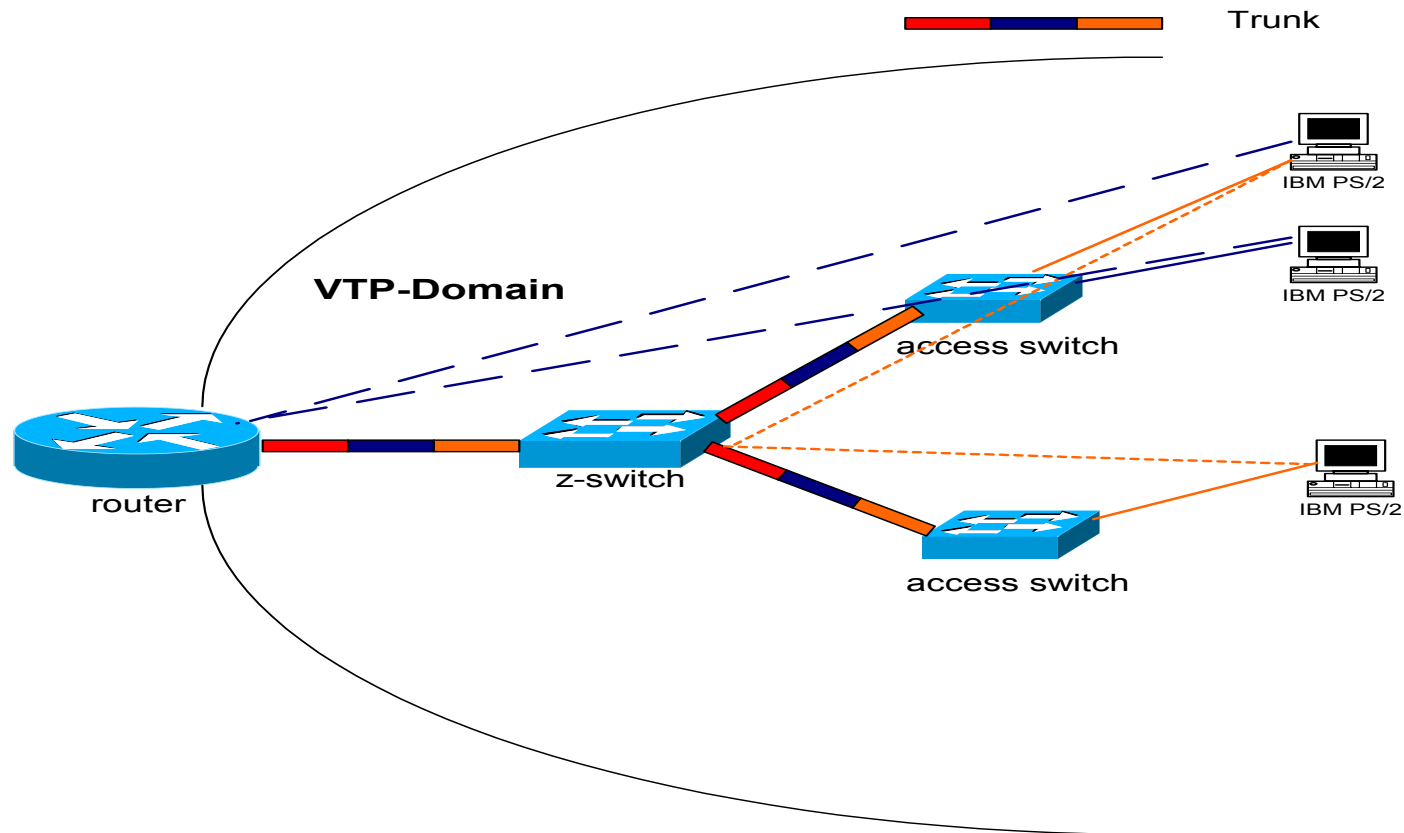 Trunk
IBM PS/2
IBM PS/2
VTP-Domain
access switch
z-switch
router
IBM PS/2
access switch